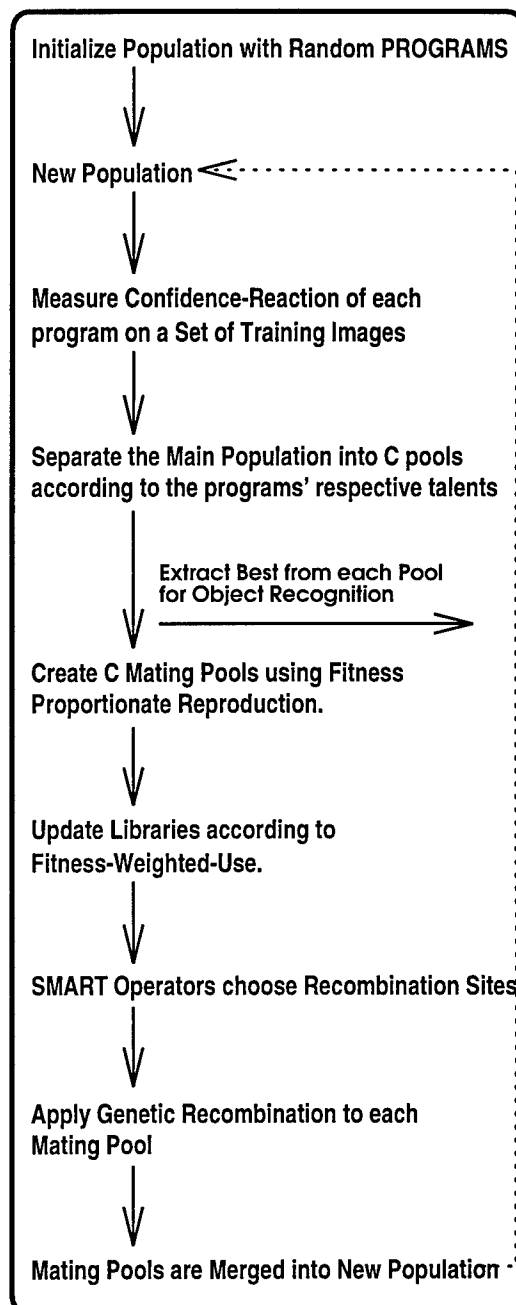 Initialize Population with Random PROGRAMS
New Population
Measure Confidence-Reaction of each
program on a Set of Training Images
Separate the Main Population into C pools
according to the programs' respective talents
Extract Best from each Pool
for Object Recognition
Create C Mating Pools using Fitness
Proportionate Reproduction.
Update Libraries according to
Fitness-Weighted-Use.
SMART Operators choose Recombination Sites
Apply Genetic Recombination to each
Mating Pool
Mating Pools are Merged into New Population